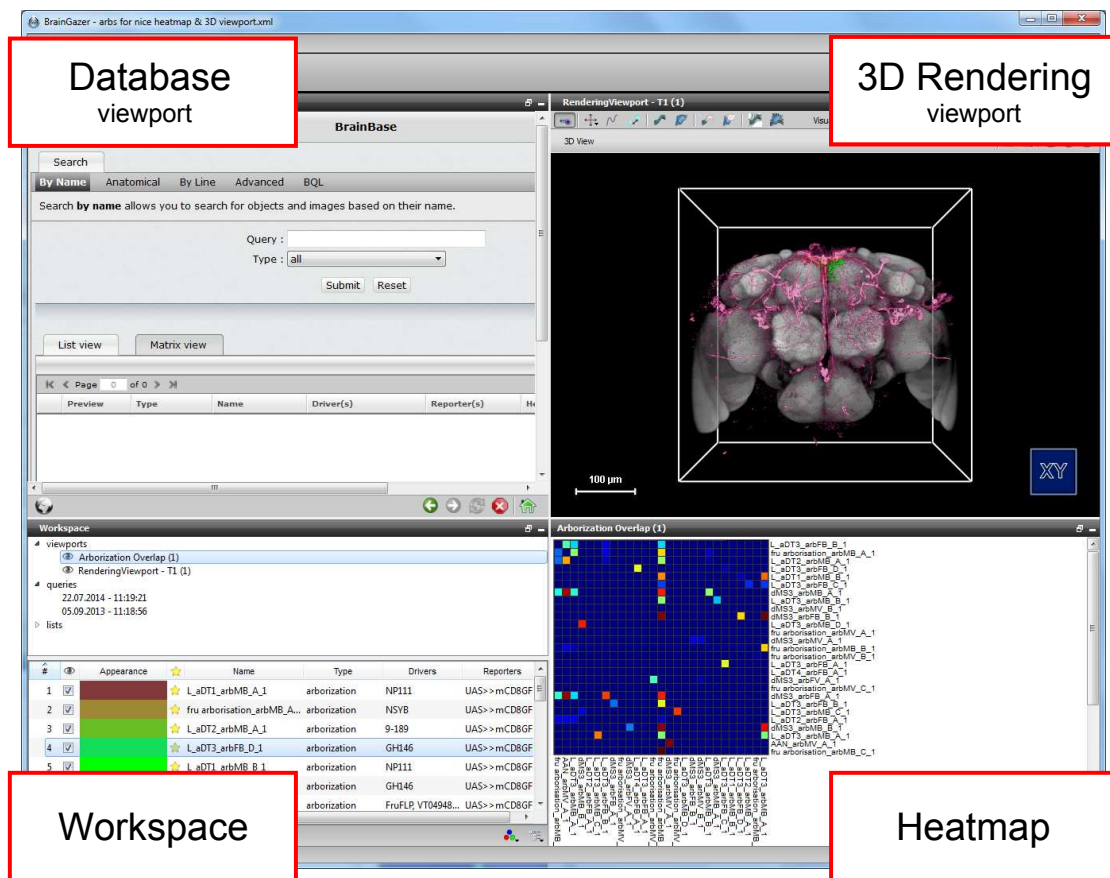 BrainGazer - arbs for nice heatmap & 3D viewport.xml
Database
viewport
3D Rendering
viewport
RenderingViewport - T1 (1)
BrainBase
3D View
Search
By Name Anatomical By Line Advanced BQL
Search by name allows you to search for objects and images based on their name.
Query :
Type : all
Submit Reset
List view Matrix view
Page 0 of 0
Preview Type Name Driver(s) Reporter(s)
100 µm
XY
Workspace
viewports
Arborization Overlap (1)
RenderingViewport - T1 (1)
queries
22.07.2014 - 11:19:21
05.09.2013 - 11:18:56
lists
# Appearance Name Type Drivers Reporters
1 L_aDT1_arbMB_A_1 arborization NP111 UAS>>mCD8GF
2 fru arborisation_arbMB_A... arborization NSYB UAS>>mCD8GF
3 L_aDT2_arbMB_A_1 arborization 9-189 UAS>>mCD8GF
4 L_aDT3_arbFB_D_1 arborization GH146 UAS>>mCD8GF
5 L_aDT1_arbMB_B_1 arborization NP111 UAS>>mCD8GF
arborization GH146 UAS>>mCD8GF
arborization FruFLP, VT04948... UAS>>mCD8GF
Workspace
Arborization Overlap (1)
L_aDT3_arbFB_B_1
fru arborisation_arbMB_A_1
L_aDT2_arbMB_A_1
L_aDT3_arbFB_D_1
L_aDT1_arbMB_B_1
L_aDT3_arbFB_C_1
dMS3_arbMB_A_1
L_aDT3_arbMB_B_1
dMS3_arbMV_B_1
dMS3_arbFB_B_1
L_aDT3_arbMB_D_1
fru arborisation_arbMV_A_1
dMS3_arbMV_A_1
fru arborisation_arbMB_B_1
fru arborisation_arbMV_B_1
L_aDT3_arbFB_A_1
L_aDT4_arbFB_A_1
dMS3_arbFV_A_1
fru arborisation_arbMV_C_1
dMS3_arbFB_A_1
L_aDT3_arbFB_B_1
L_aDT3_arbMB_C_1
L_aDT2_arbFB_A_1
dMS3_arbMB_B_1
L_aDT3_arbMB_A_1
AAN_arbMV_A_1
fru arborisation_arbMB_C_1
Heatmap